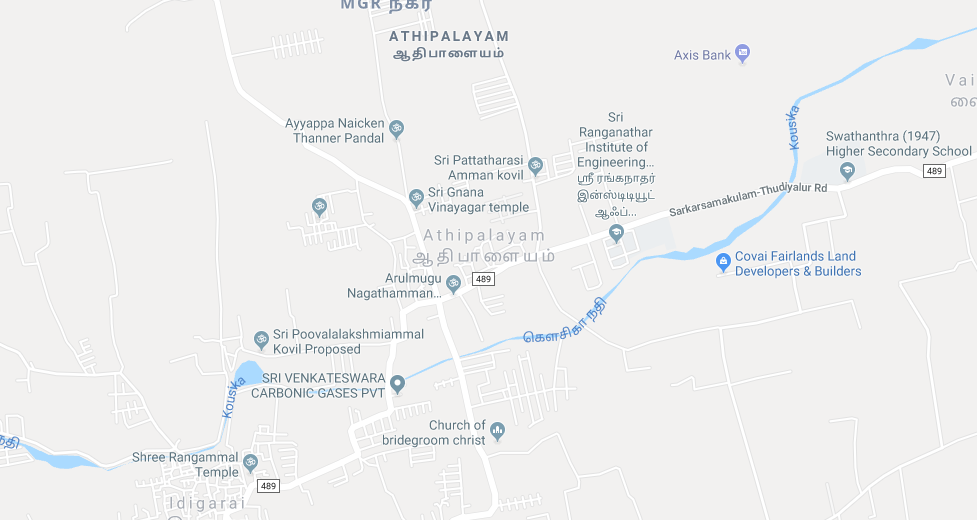 MGR நகர்
ATHIPALAYAM
ஆதிபாளையம்
Axis Bank
Ayyappa Naicken
Thanner Pandal
Sri Pattatharasi
Amman kovil
Sri
Ranganathar
Institute of
Engineering...
ஸ்ரீ ரங்கநாதர்
இன்ஸ்டிடியூட்
ஆஃப்...
Kousika
Swathanthra (1947)
Higher Secondary School
489
Sri Gnana
Vinayagar temple
Sarkarsamakulam-Thudiyalur Rd
Athipalayam
ஆதிபாளையம்
489
Covai Fairlands Land
Developers & Builders
Arulmugu
Nagathamman...
கௌசிகா நதி
Sri Poovalalakshmiammal
Kovil Proposed
SRI VENKATESWARA
CARBONIC GASES PVT
Kousika
Church of
bridegroom christ
Shree Rangammal
Temple
489
Idigarai